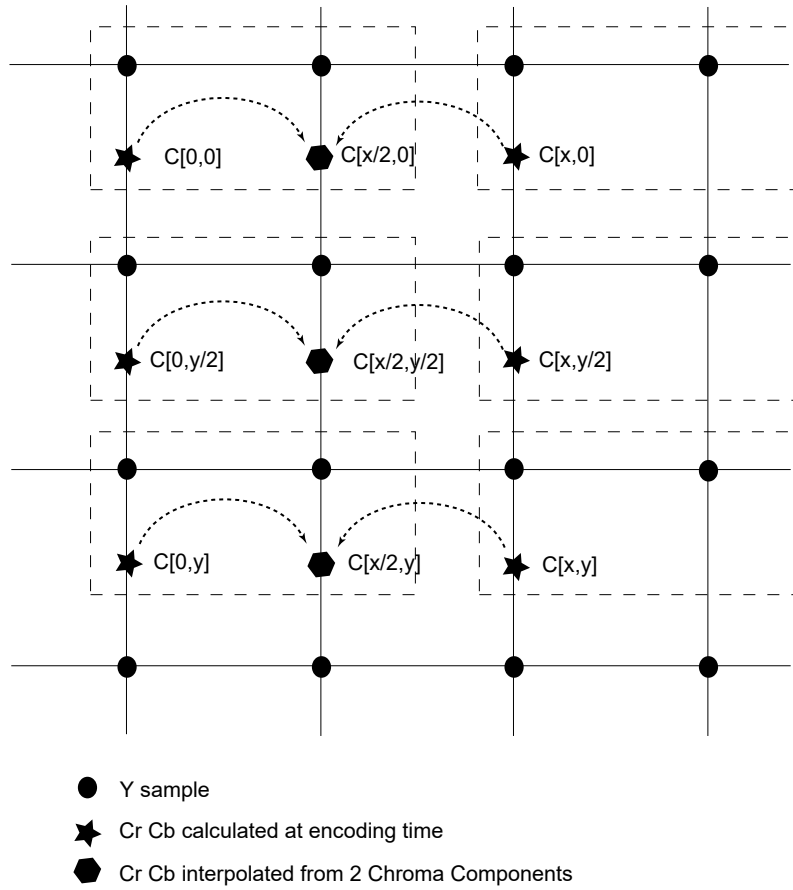 C[0,0] C[x/2,0] C[x,0]
C[0,y/2] C[x/2,y/2] C[x,y/2]
C[0,y] C[x/2,y] C[x,y]
Y sample
Cr Cb calculated at encoding time
Cr Cb interpolated from 2 Chroma Components